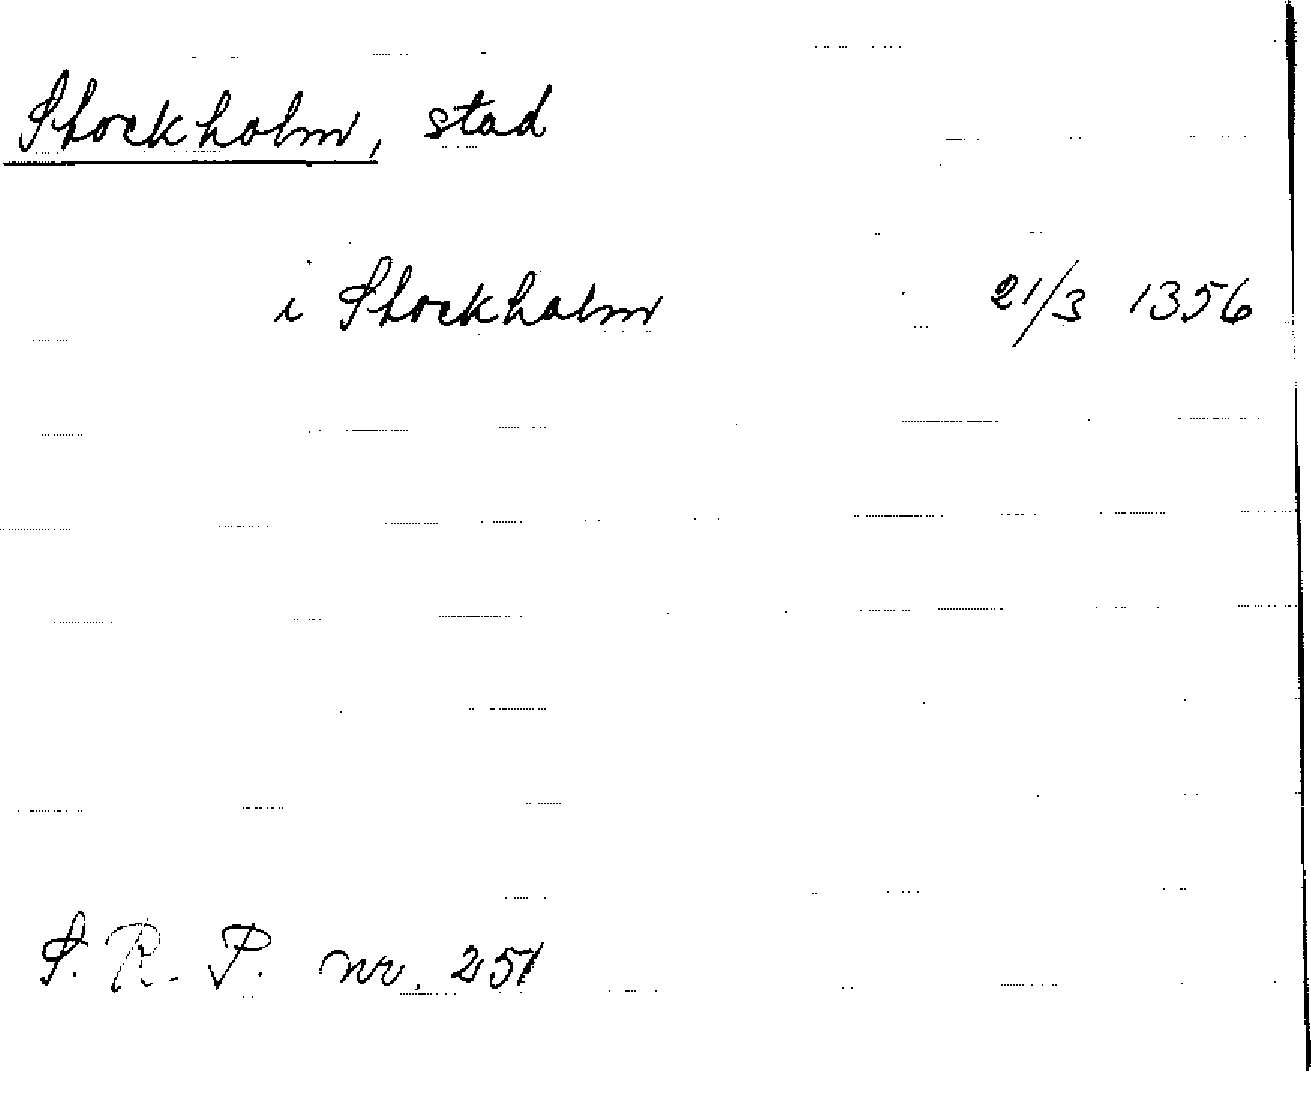 Stockholm, stad
i Stockholm 21/3 1356
S. R. P. nr. 251